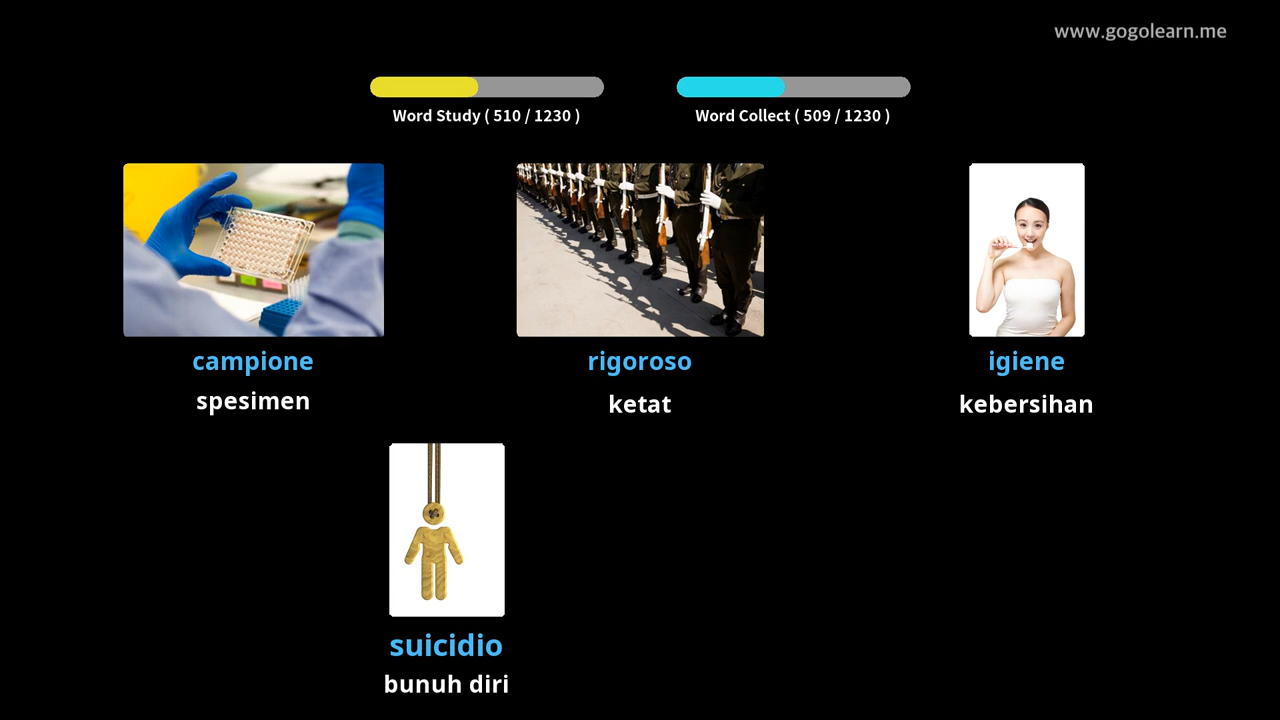 www.gogolearn.me
Word Study ( 510 / 1230 )
Word Collect ( 509 / 1230 )
campione
spesimen
rigoroso
ketat
igiene
kebersihan
suicidio
bunuh diri